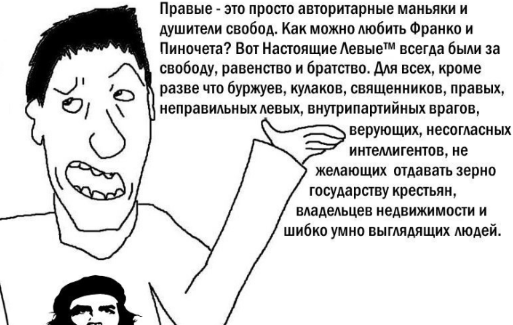 Правые - это просто авторитарные маньяки и
душители свобод. Как можно любить Франко и
Пиночета? Вот Настоящие Левые™ всегда были за
свободу, равенство и братство. Для всех, кроме
разве что буржуев, кулаков, священников, правых,
неправильных левых, внутрипартийных врагов,
верующих, несогласных
интеллигентов, не
желающих отдавать зерно
государству крестьян,
владельцев недвижимости и
шибко умно выглядящих людей.